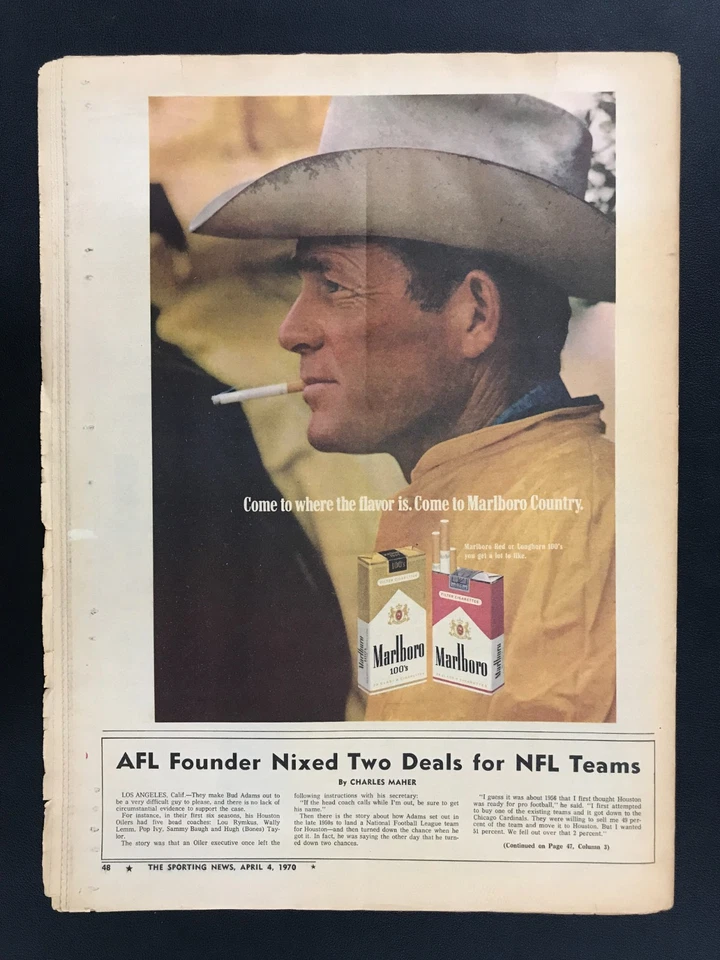 Come to where the flavor is. Come to Marlboro Country.
Marlboro Red or Longhorn 100's
you get a lot to like.
100's
FILTER CIGARETTES
Marlboro
Marlboro
100's
FILTER CIGARETTES
Marlboro
Marlboro
AFL Founder Nixed Two Deals for NFL Teams
By CHARLES MAHER
LOS ANGELES, Calif.—They make Bud Adams out to
be a very difficult guy to please, and there is no lack of
circumstantial evidence to support the case.
For instance, in their first six seasons, his Houston
Oilers had five head coaches: Lou Rymkus, Wally
Lemm, Pop Ivy, Sammy Baugh and Hugh (Bones) Tay-
lor.
The story was that an Oiler executive once left the
following instructions with his secretary:
"If the head coach calls while I'm out, be sure to get
his name."
Then there is the story about how Adams set out in
the late 1950s to land a National Football League team
for Houston—and then turned down the chance when he
got it. In fact, he was saying the other day that he turn-
ed down two chances.
"I guess it was about 1958 that I first thought Houston
was ready for pro football," he said. "I first attempted
to buy one of the existing teams and it got down to the
Chicago Cardinals. They were willing to sell me 49 per-
cent of the team and move it to Houston. But I wanted
51 percent. We fell out over that 2 percent."
(Continued on Page 47, Column 3)
48 ★ THE SPORTING NEWS, APRIL 4, 1970 ★